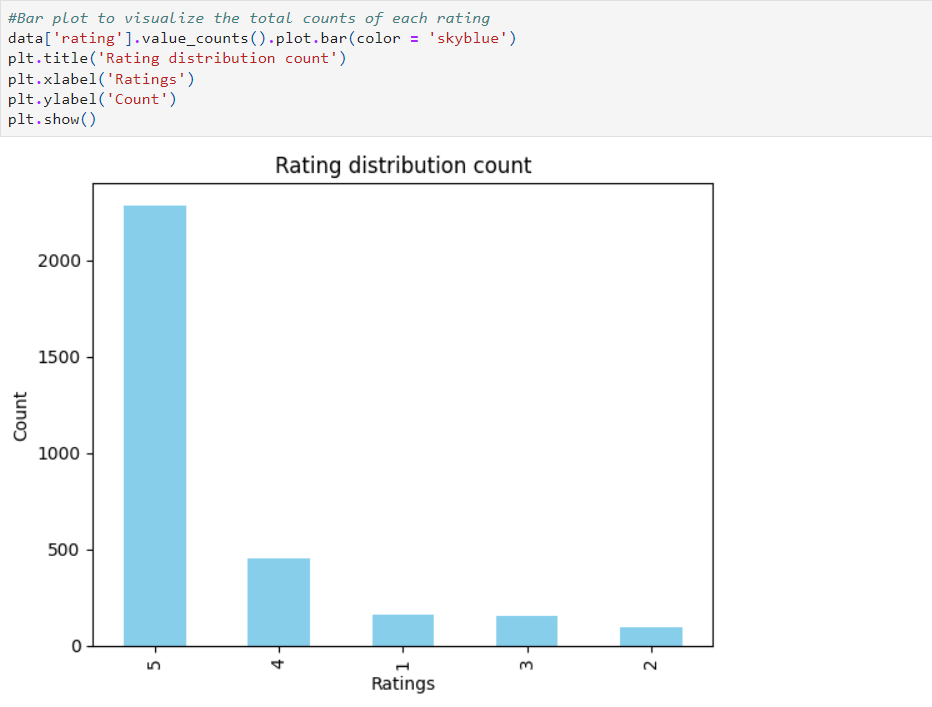 #Bar plot to visualize the total counts of each rating
data['rating'].value_counts().plot.bar(color = 'skyblue')
plt.title('Rating distribution count')
plt.xlabel('Ratings')
plt.ylabel('Count')
plt.show()
Rating distribution count
2000
1500
1000
500
0
Count
5 4 1 3 2
Ratings